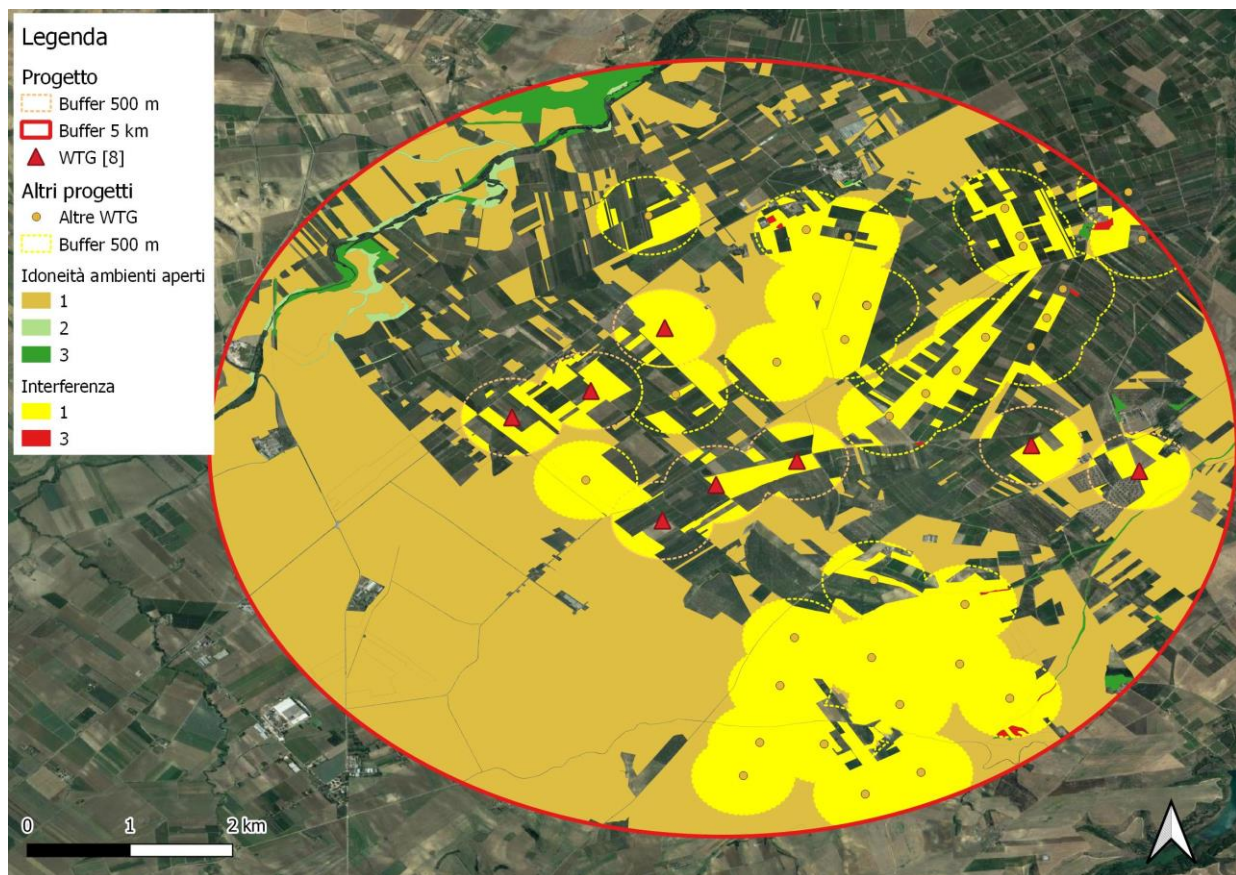 Legenda
Progetto
Buffer 500 m
Buffer 5 km
WTG [8]
Altri progetti
Altre WTG
Buffer 500 m
Idoneità ambienti aperti
1
2
3
Interferenza
1
3
0 1 2 km